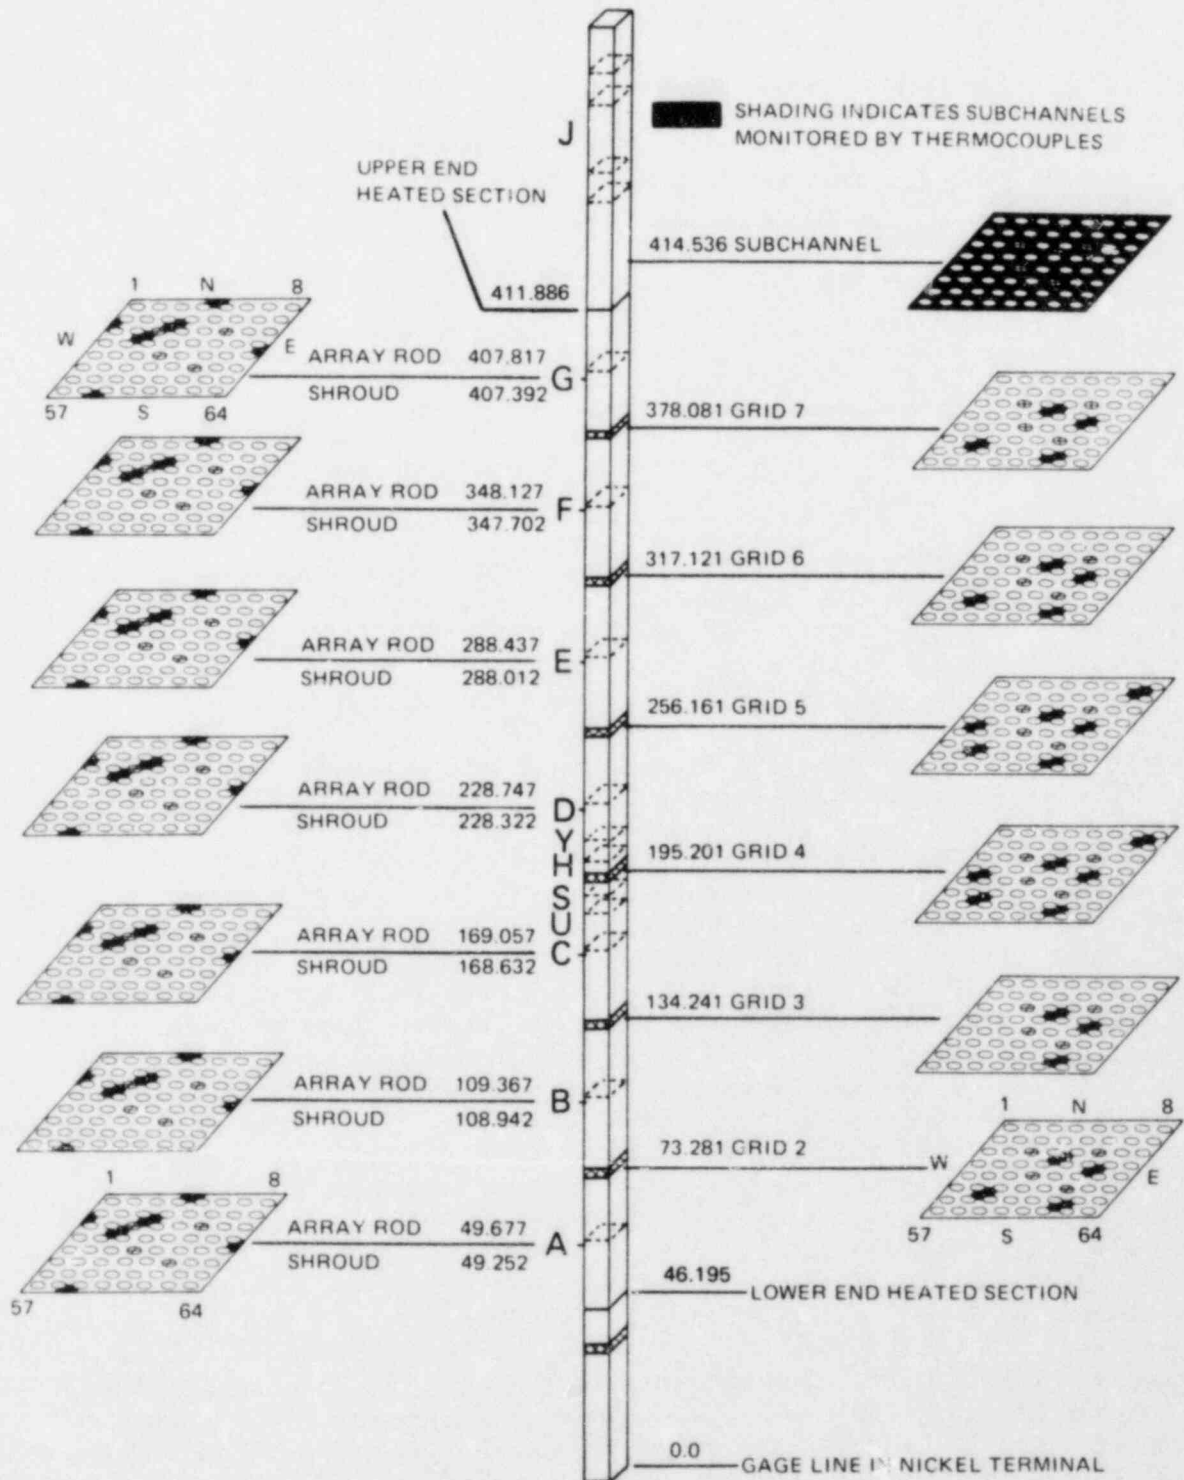 J
SHADING INDICATES SUBCHANNELS
MONITORED BY THERMOCOUPLES
UPPER END
HEATED SECTION
414.536 SUBCHANNEL
411.886
1 N 8
W E
ARRAY ROD 407.817
SHROUD 407.392
G
57 S 64
378.081 GRID 7
ARRAY ROD 348.127
SHROUD 347.702
F
317.121 GRID 6
ARRAY ROD 288.437
SHROUD 288.012
E
256.161 GRID 5
ARRAY ROD 228.747
SHROUD 228.322
D
Y
H
195.201 GRID 4
S
U
ARRAY ROD 169.057
SHROUD 168.632
C
134.241 GRID 3
ARRAY ROD 109.367
SHROUD 108.942
B
1 N 8
73.281 GRID 2
W E
57 S 64
1 8
ARRAY ROD 49.677
SHROUD 49.252
A
57 64
46.195
LOWER END HEATED SECTION
0.0
GAGE LINE IN NICKEL TERMINAL